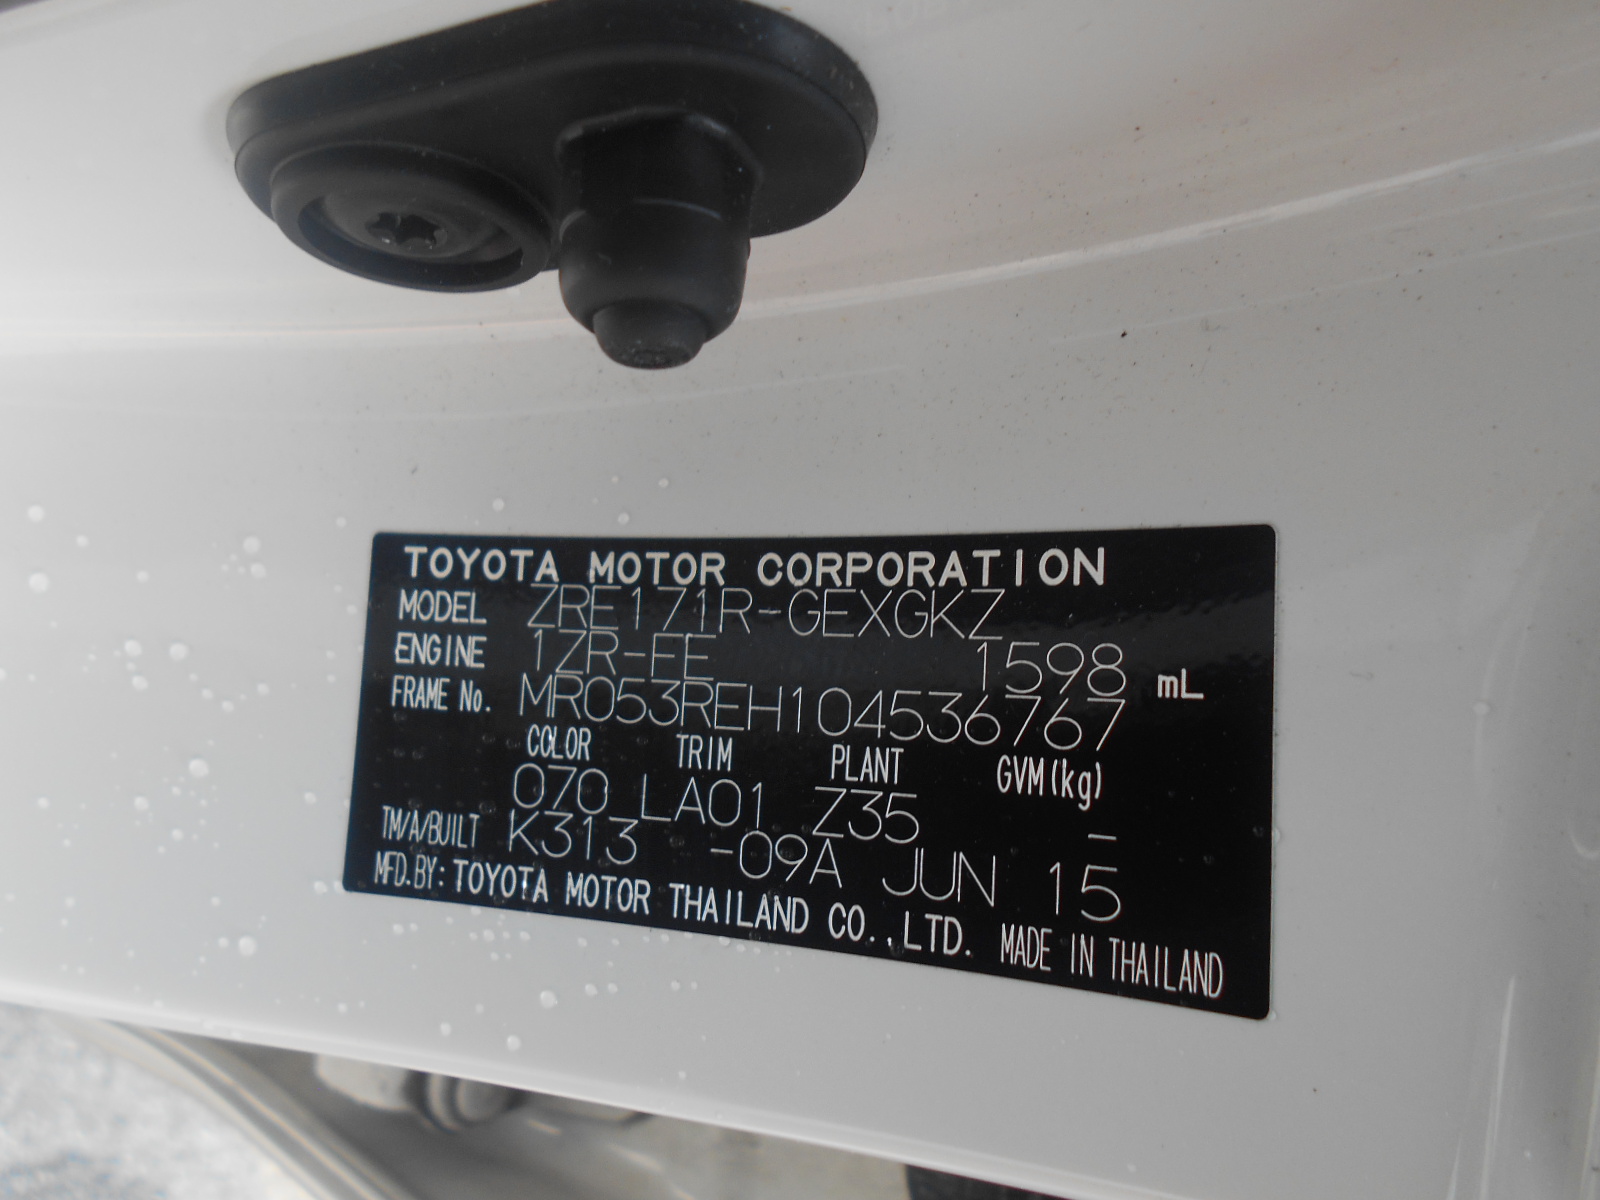 TOYOTA MOTOR CORPORATION
MODEL ZRE171R-GEXGKZ
ENGINE 1ZR-FE 1598 mL
FRAME No. MR053REH104536767
COLOR TRIM PLANT GVM(kg)
070 LA01 Z35 -
TM/A/BUILT K313 -09A JUN 15
MFD.BY: TOYOTA MOTOR THAILAND CO.,LTD. MADE IN THAILAND